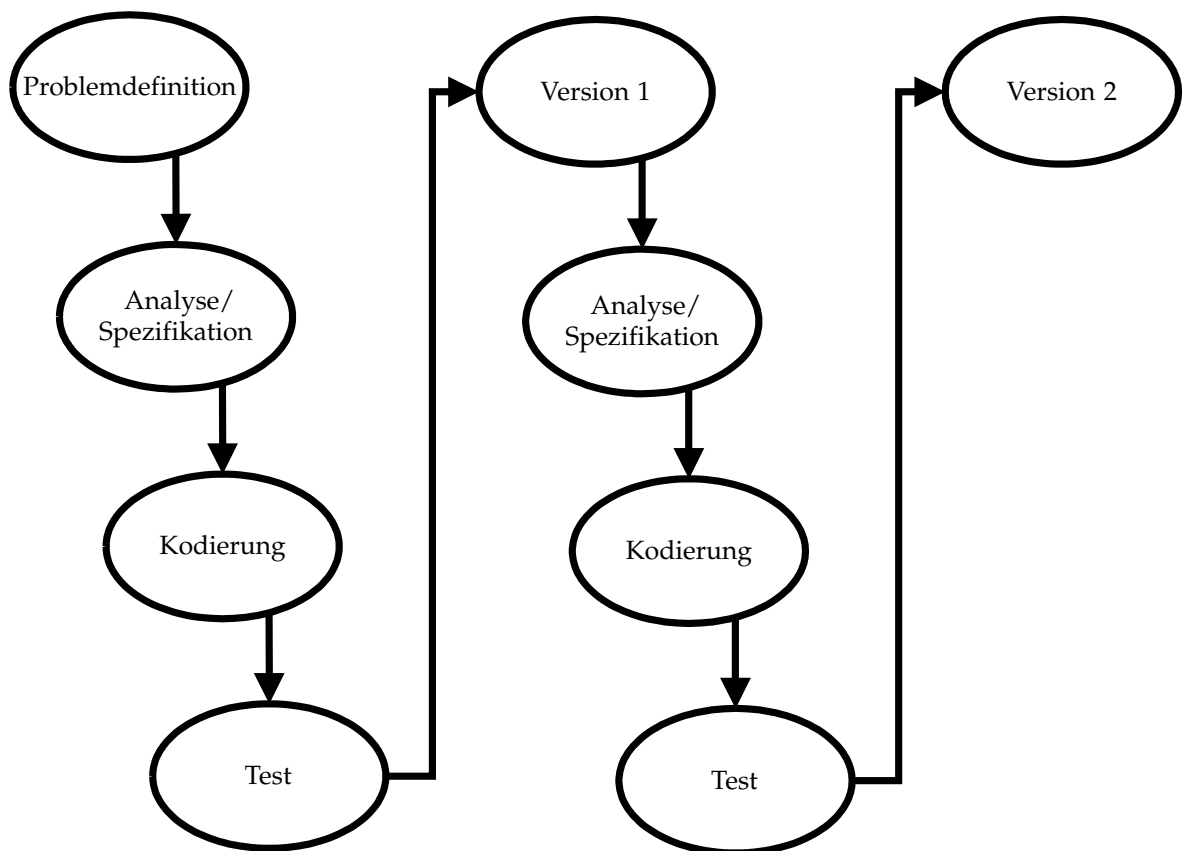 Problemdefinition
Analyse/
Spezifikation
Kodierung
Test
Version 1
Analyse/
Spezifikation
Kodierung
Test
Version 2